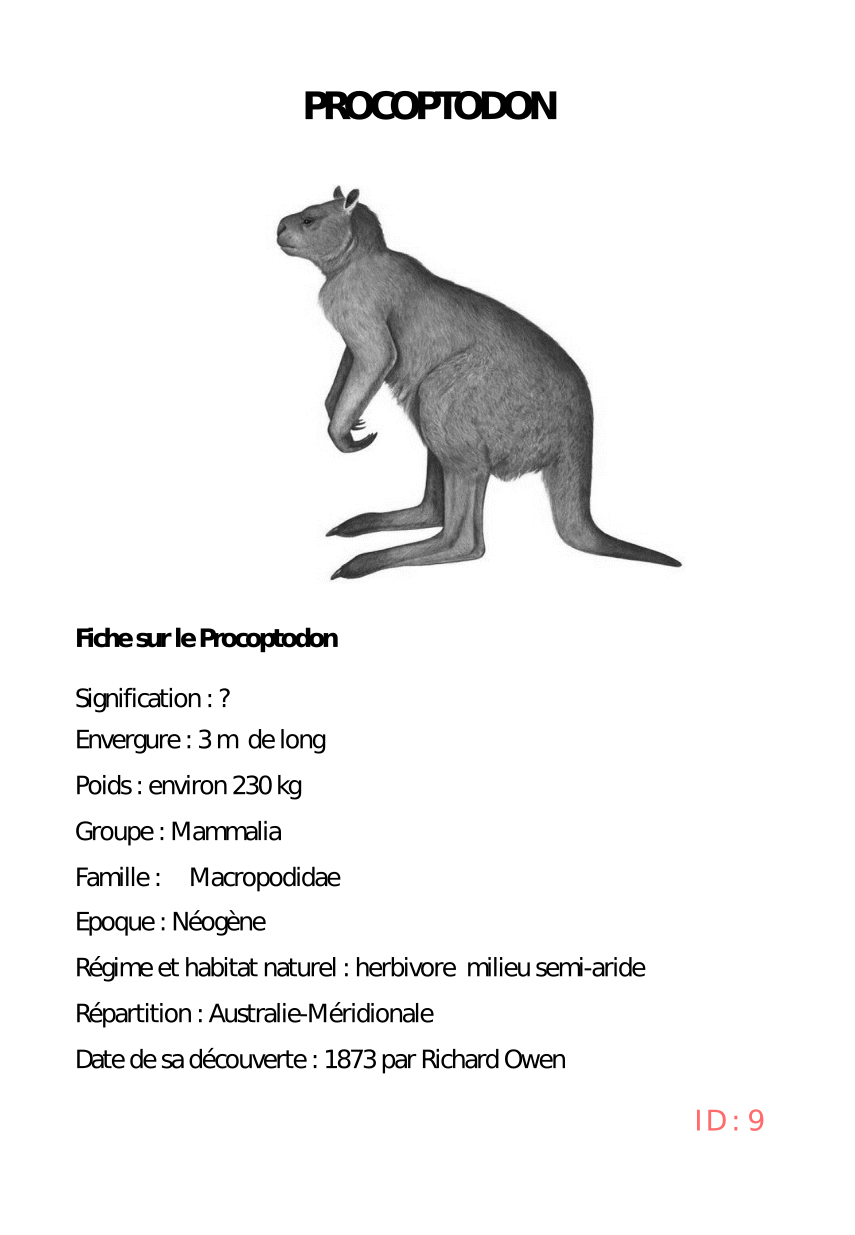 PROCOPTODON
Fiche sur le Procoptodon
Signification : ?
Envergure : 3 m de long
Poids : environ 230 kg
Groupe : Mammalia
Famille : Macropodidae
Epoque : Néogène
Régime et habitat naturel : herbivore milieu semi-aride
Répartition : Australie-Méridionale
Date de sa découverte : 1873 par Richard Owen
ID : 9